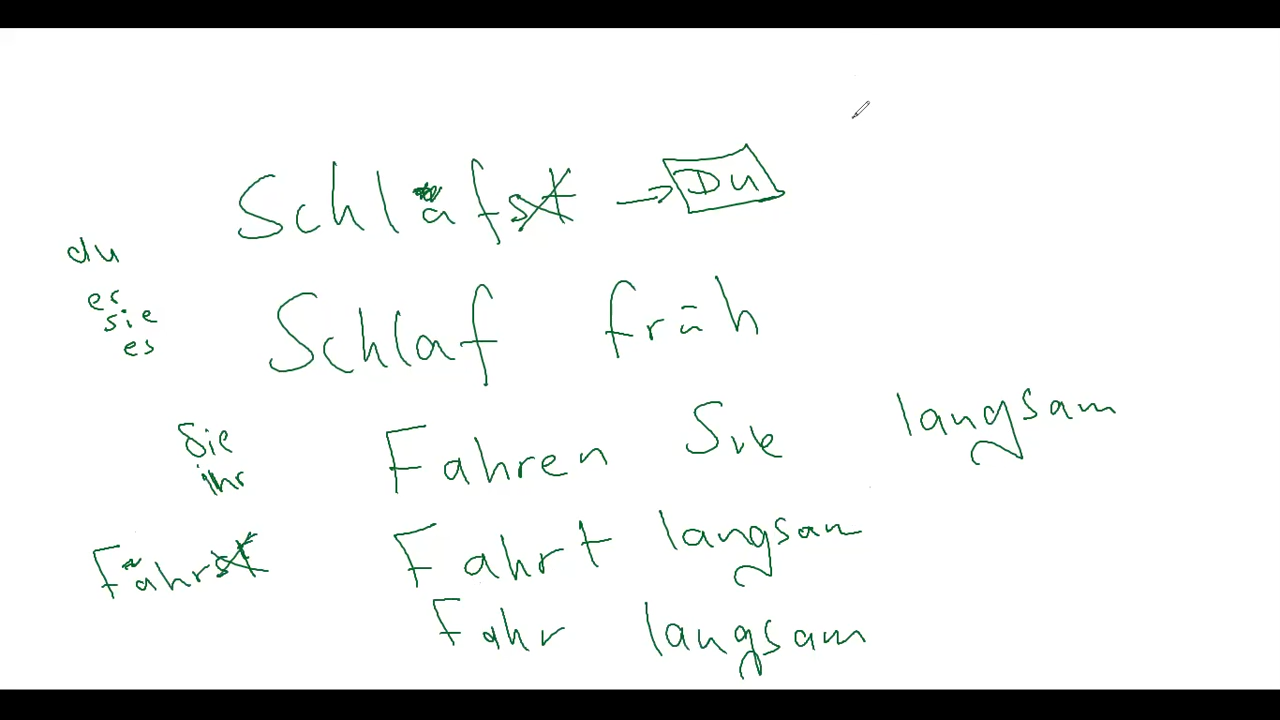 Schläfst → Du
du
er
sie
es
Schlaf früh
Sie
ihr
Fahren Sie langsam
Fährst
Fahrt langsam
Fahr langsam